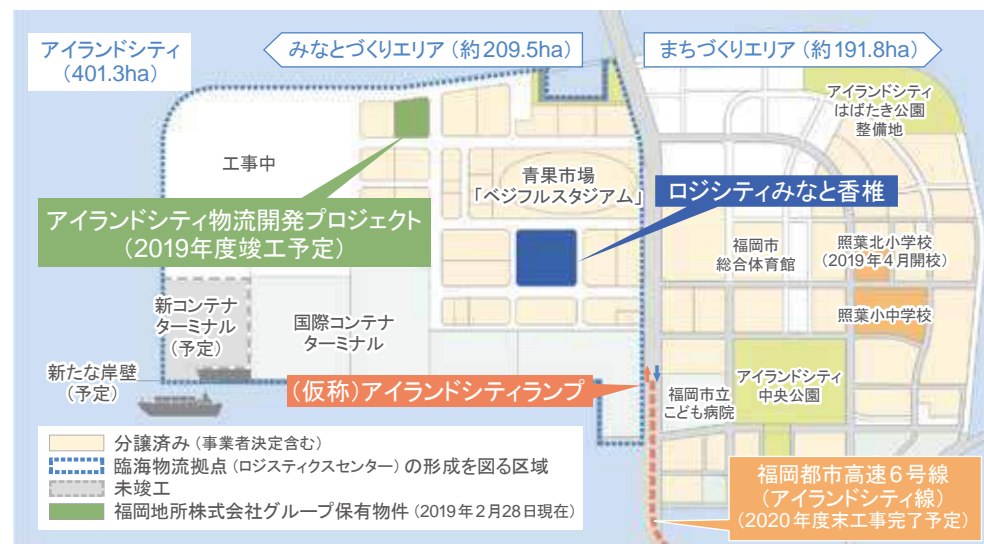 アイランドシティ
(401.3ha)
みなとづくりエリア(約209.5ha)
まちづくりエリア(約191.8ha)
アイランドシティ
はばたき公園
整備地
工事中
青果市場
「ベジフルスタジアム」
ロジシティみなと香椎
アイランドシティ物流開発プロジェクト
(2019年度竣工予定)
福岡市
総合体育館
照葉北小学校
(2019年4月開校)
新コンテナ
ターミナル
(予定)
国際コンテナ
ターミナル
照葉小中学校
新たな岸壁
(予定)
(仮称)アイランドシティランプ
福岡市立
こども病院
アイランドシティ
中央公園
分譲済み(事業者決定含む)
臨海物流拠点(ロジスティクスセンター)の形成を図る区域
未竣工
福岡地所株式会社グループ保有物件(2019年2月28日現在)
福岡都市高速6号線
(アイランドシティ線)
(2020年度末工事完了予定)